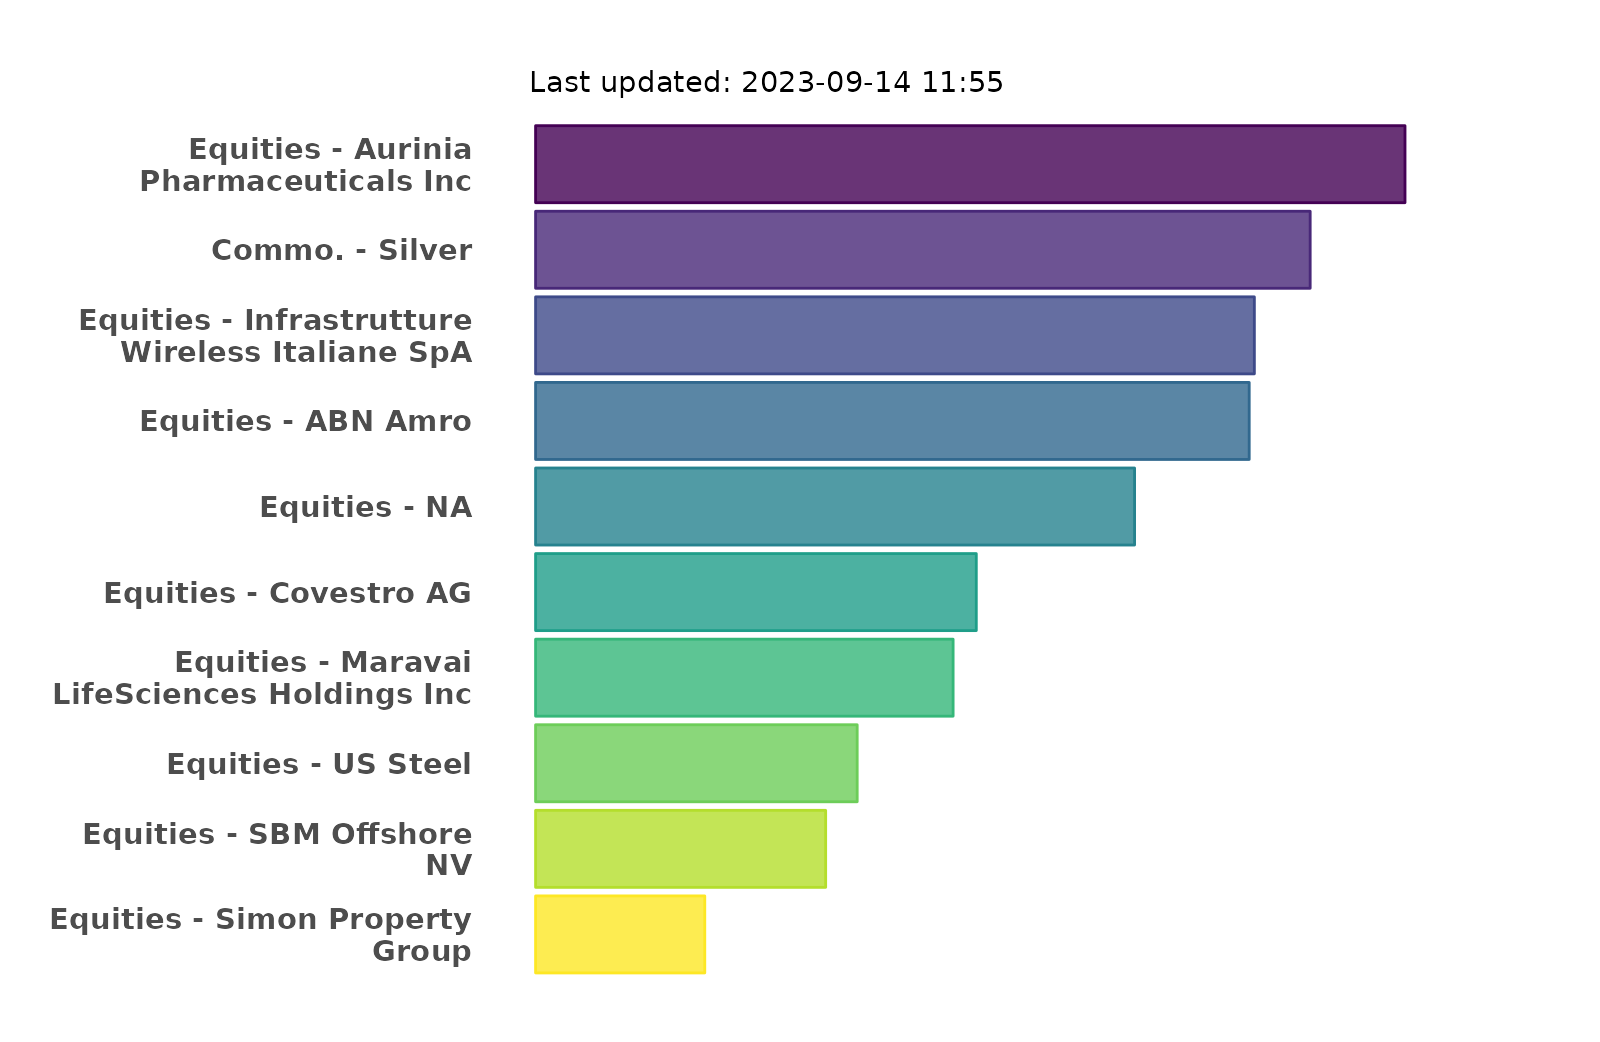 Last updated: 2023-09-14 11:55
Equities - Aurinia
Pharmaceuticals Inc
Commo. - Silver
Equities - Infrastrutture
Wireless Italiane SpA
Equities - ABN Amro
Equities - NA
Equities - Covestro AG
Equities - Maravai
LifeSciences Holdings Inc
Equities - US Steel
Equities - SBM Offshore
NV
Equities - Simon Property
Group